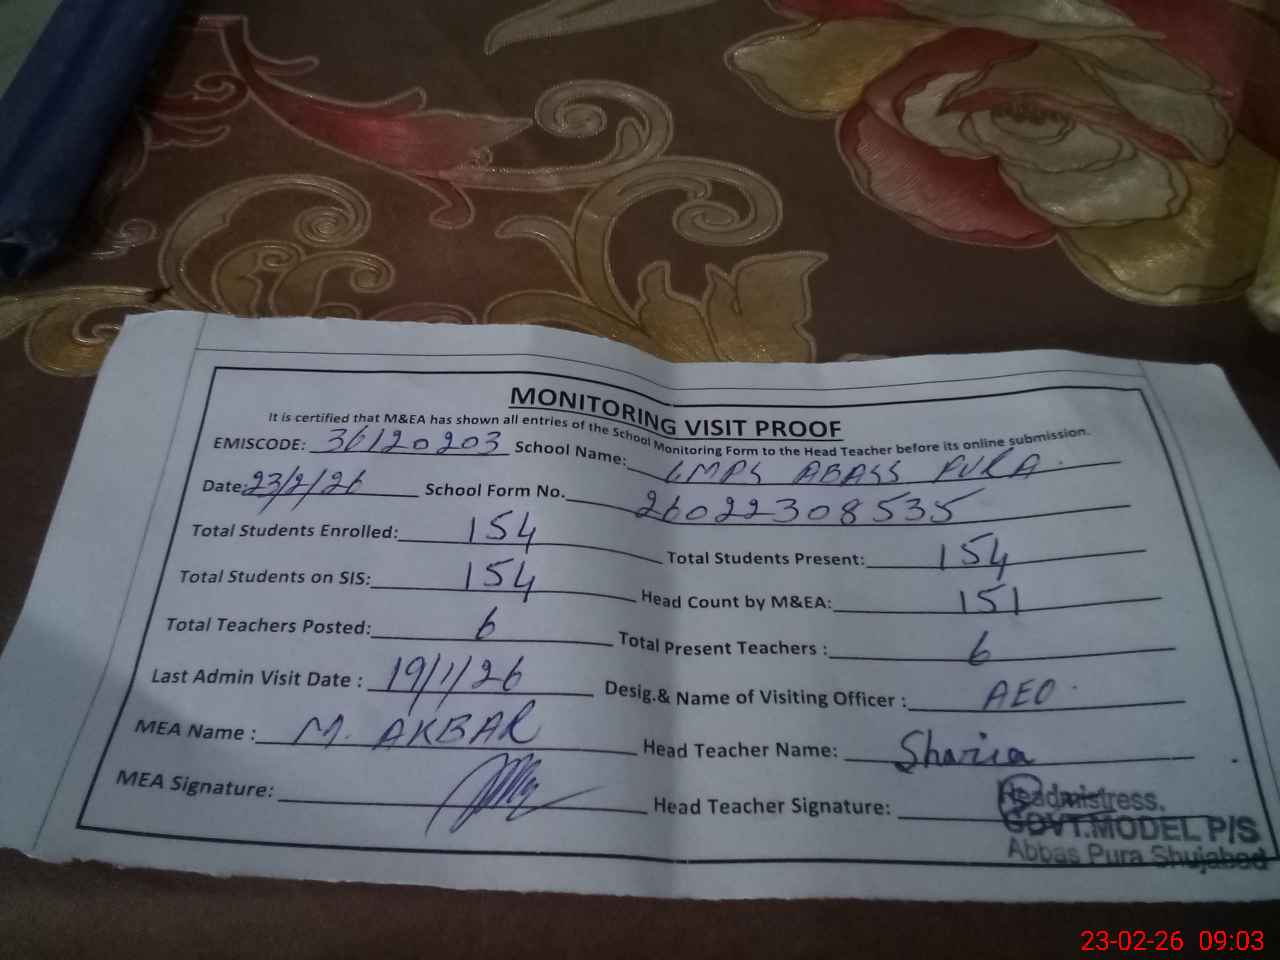 MONITORING VISIT PROOF
It is certified that M&EA has shown all entries of the School Monitoring Form to the Head Teacher before its online submission.
EMISCODE: 36120203 School Name: GMPS ABASS PURA
Date: 23/2/26 School Form No. 26022308535
Total Students Enrolled: 154 Total Students Present: 154
Total Students on SIS: 154 Head Count by M&EA: 151
Total Teachers Posted: 6 Total Present Teachers : 6
Last Admin Visit Date : 19/1/26 Desig.& Name of Visiting Officer : AEO
MEA Name : M. AKBAR Head Teacher Name:
MEA Signature: Head Teacher Signature:
Headmistress,
GOVT.MODEL P/S
Abbas Pura Shujabad
23-02-26 09:03